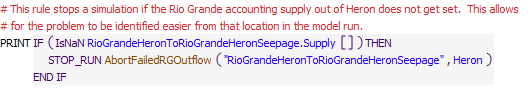 # This rule stops a simulation if the Rio Grande accounting supply out of Heron does not get set.  This allows
# for the problem to be identified easier from that location in the model run.
PRINT IF ( IsNaN RioGrandeHeronToRioGrandeHeronSeepage.Supply [ ] ) THEN
STOP_RUN AbortFailedRGOutflow ( "RioGrandeHeronToRioGrandeHeronSeepage" , Heron )
END IF